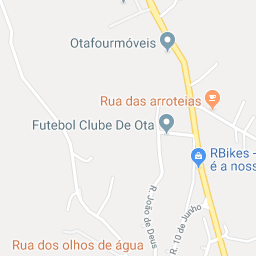 Otafourmóveis
Rua das arroteias
Futebol Clube De Ota
RBikes -
é a noss
R. João de Deus
R. 10 de Junho
Rua dos olhos de água